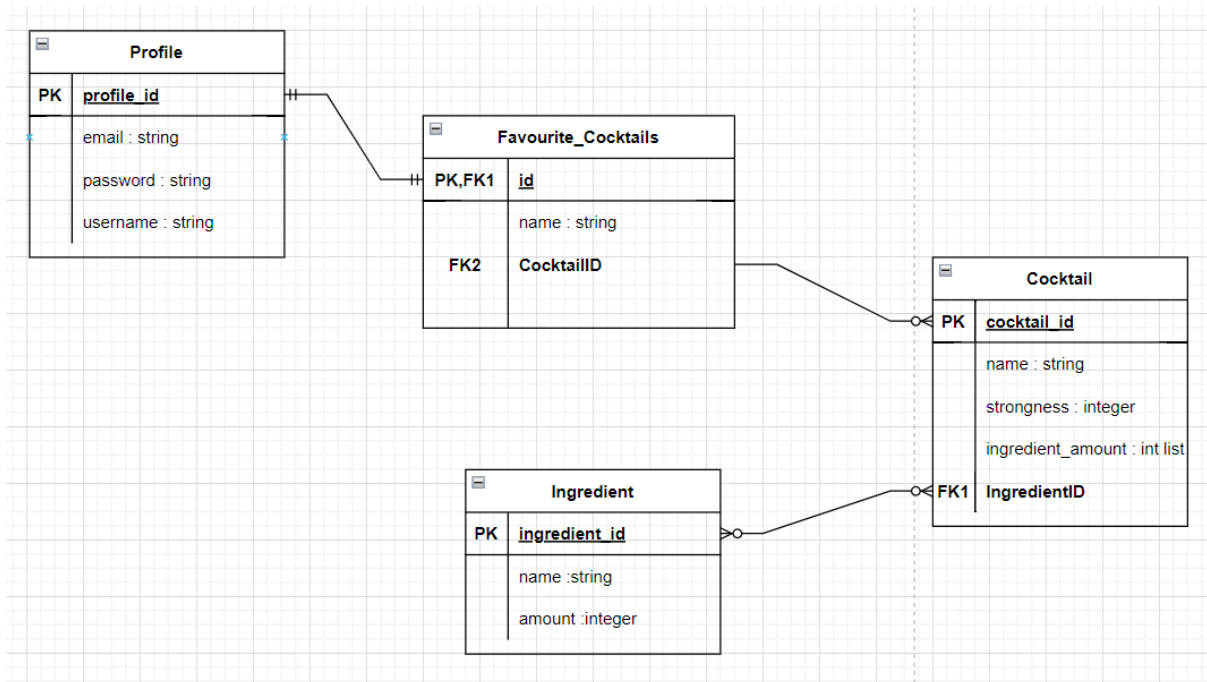 Profile
PK profile_id
email : string
password : string
username : string
Favourite_Cocktails
PK,FK1 id
name : string
FK2 CocktailID
Cocktail
PK cocktail_id
name : string
strongness : integer
ingredient_amount : int list
FK1 IngredientID
Ingredient
PK ingredient_id
name :string
amount :integer